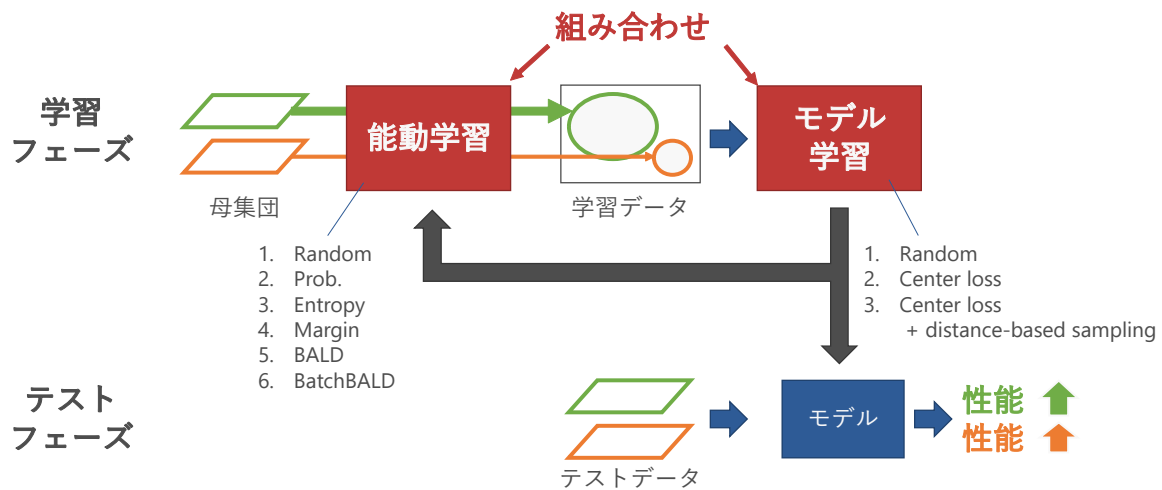 組み合わせ
学習
フェーズ
能動学習
モデル
学習
母集団
学習データ
1. Random
2. Prob.
3. Entropy
4. Margin
5. BALD
6. BatchBALD
1. Random
2. Center loss
3. Center loss
+ distance-based sampling
テスト
フェーズ
モデル
性能
性能
テストデータ